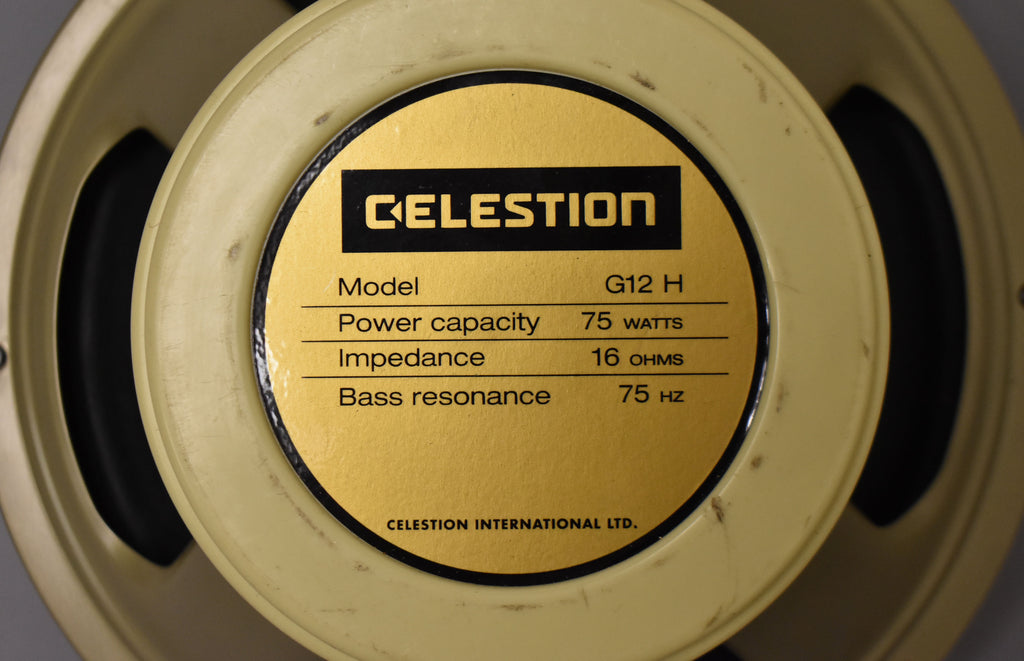 CELESTION
Model G12 H
Power capacity 75 WATTS
Impedance 16 OHMS
Bass resonance 75 HZ
CELESTION INTERNATIONAL LTD.